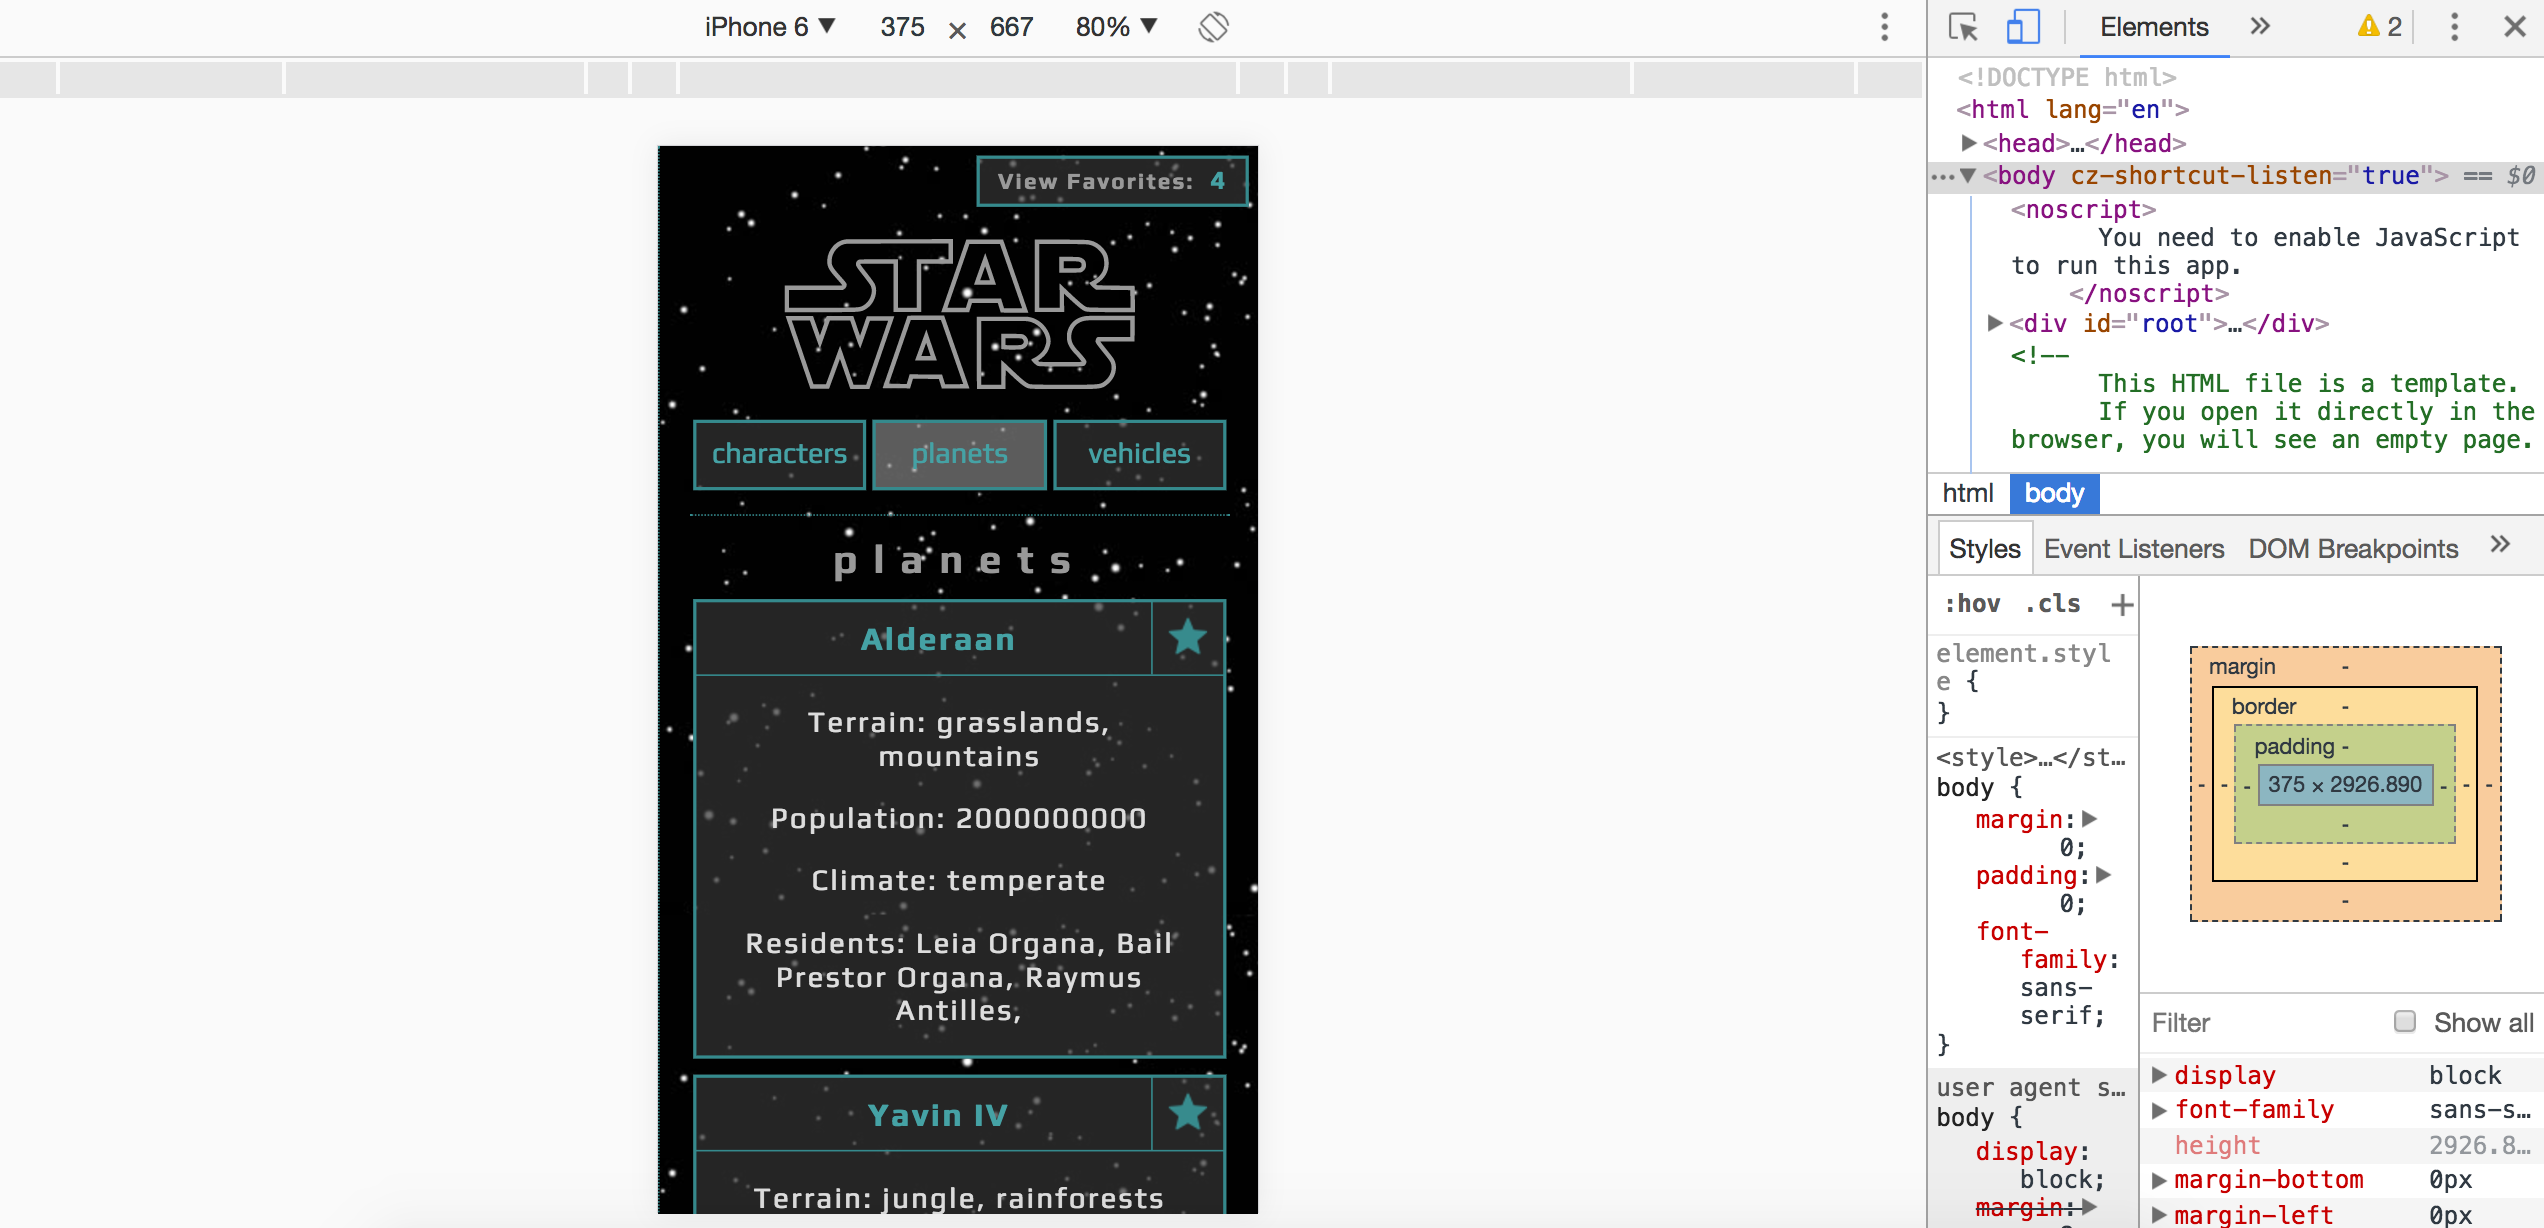 iPhone 6 ▼ 375 × 667 80% ▼
View Favorites: 4
STAR
WARS
characters planets vehicles
planets
Alderaan
Terrain: grasslands,
mountains
Population: 2000000000
Climate: temperate
Residents: Leia Organa, Bail
Prestor Organa, Raymus
Antilles,
Yavin IV
Terrain: jungle, rainforests
Elements » 2
<!DOCTYPE html>
<html lang="en">
▶<head>…</head>
…▼<body cz-shortcut-listen="true"> == $0
<noscript>
You need to enable JavaScript
to run this app.
</noscript>
▶<div id="root">…</div>
<!--
This HTML file is a template.
If you open it directly in the
browser, you will see an empty page.
html body
Styles Event Listeners DOM Breakpoints »
:hov .cls +
element.styl
e {
}
<style>…</st…
body {
margin:▶
0;
padding:▶
0;
font-
family:
sans-
serif;
}
user agent s…
body {
display:
block;
margin:▶
margin -
border -
padding -
- - - 375 × 2926.890 - - -
-
-
-
Filter Show all
▶display block
▶font-family sans-s…
height 2926.8…
▶margin-bottom 0px
▶margin-left 0px